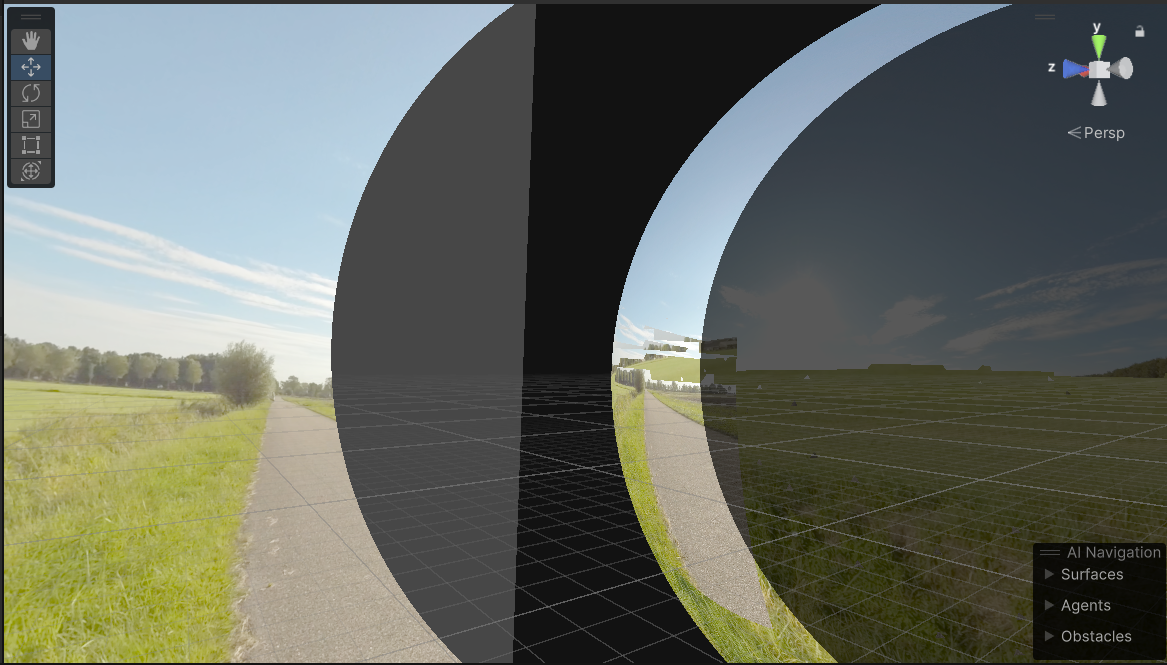 y
z
Persp
AI Navigation
Surfaces
Agents
Obstacles